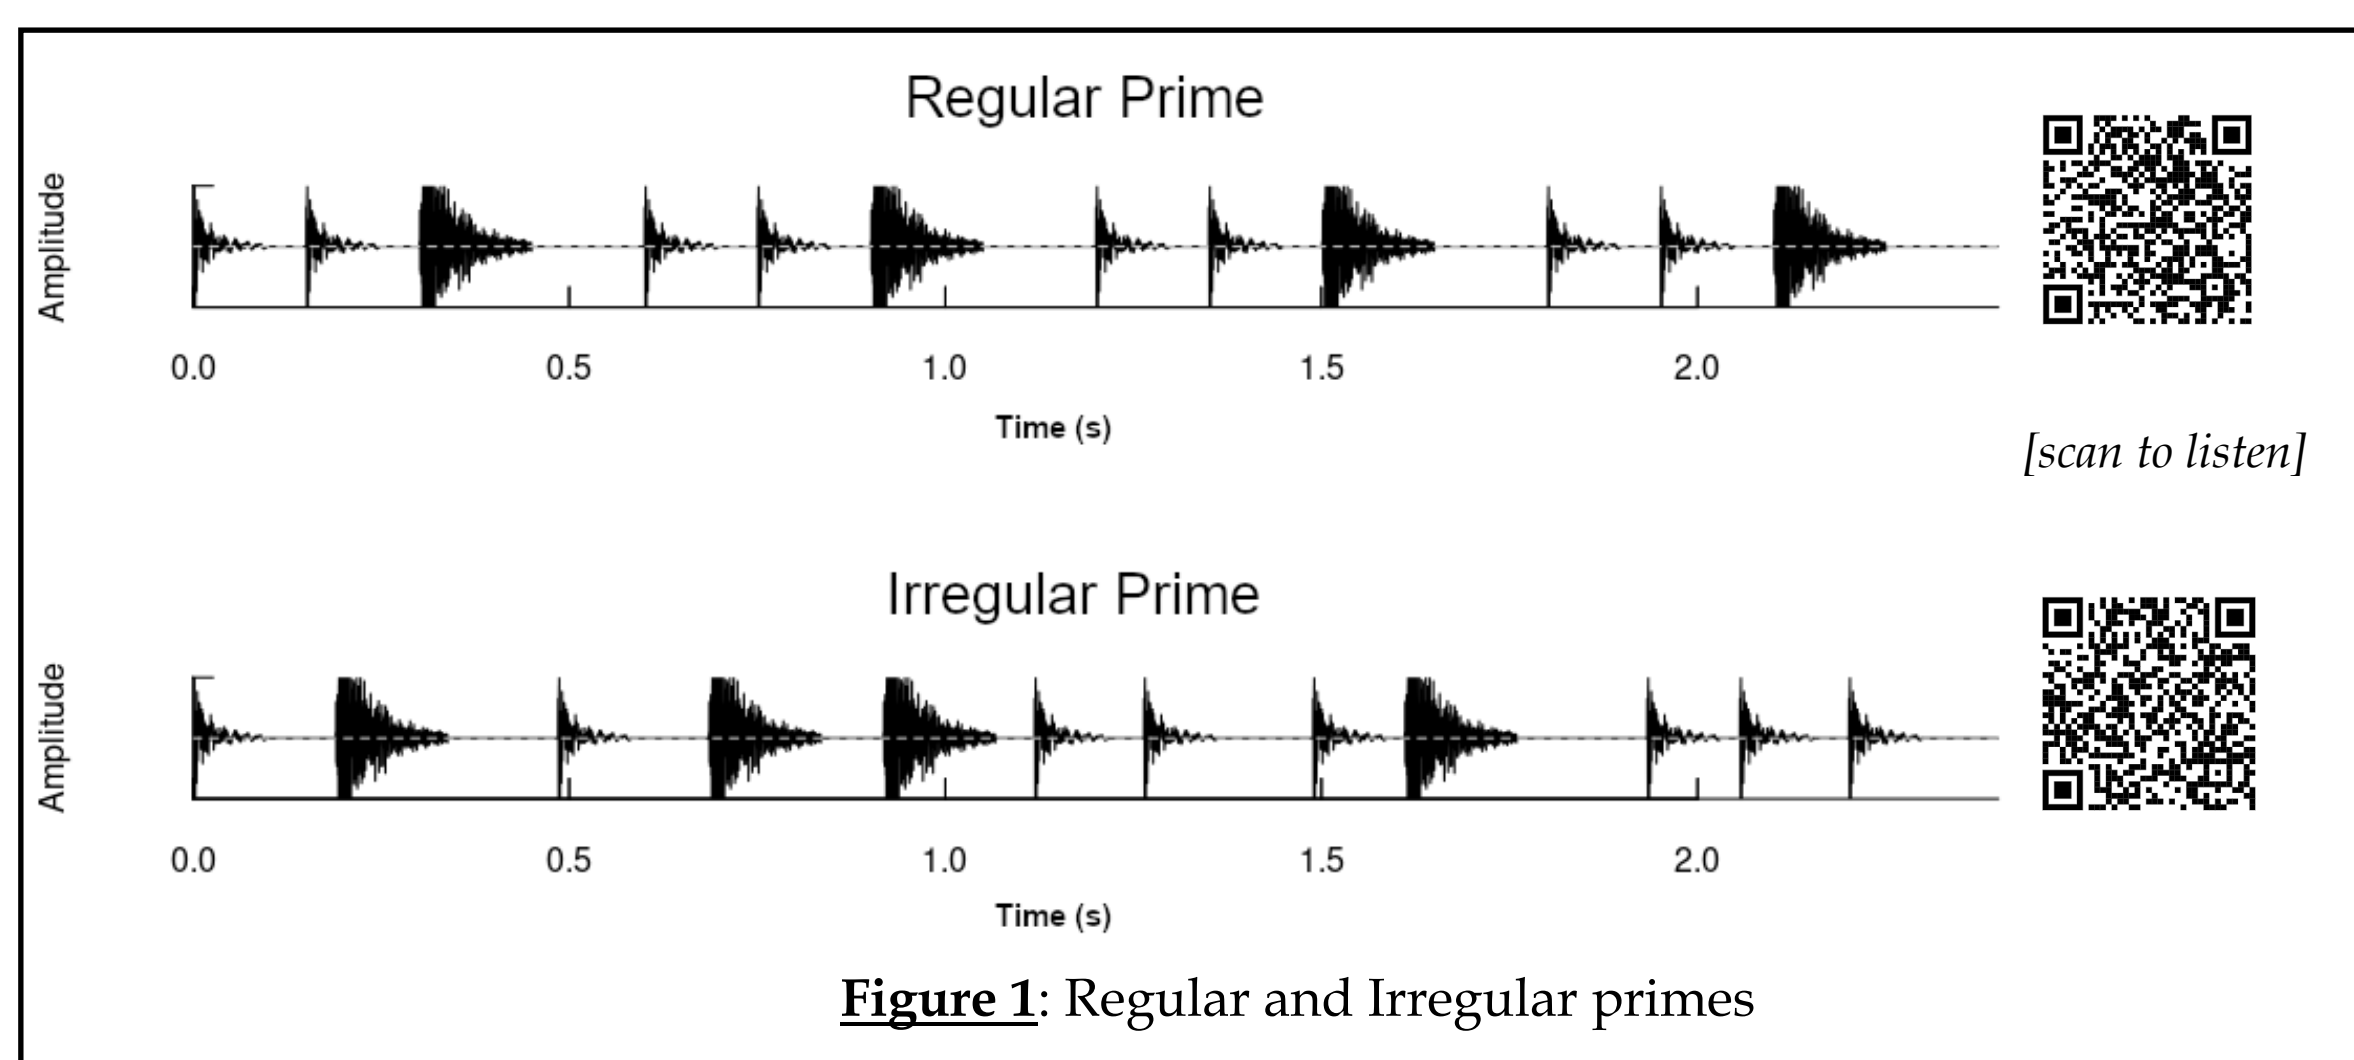 Regular Prime
Amplitude
0.0 0.5 1.0 1.5 2.0
Time (s)
[scan to listen]
Irregular Prime
Amplitude
0.0 0.5 1.0 1.5 2.0
Time (s)
Figure 1: Regular and Irregular primes